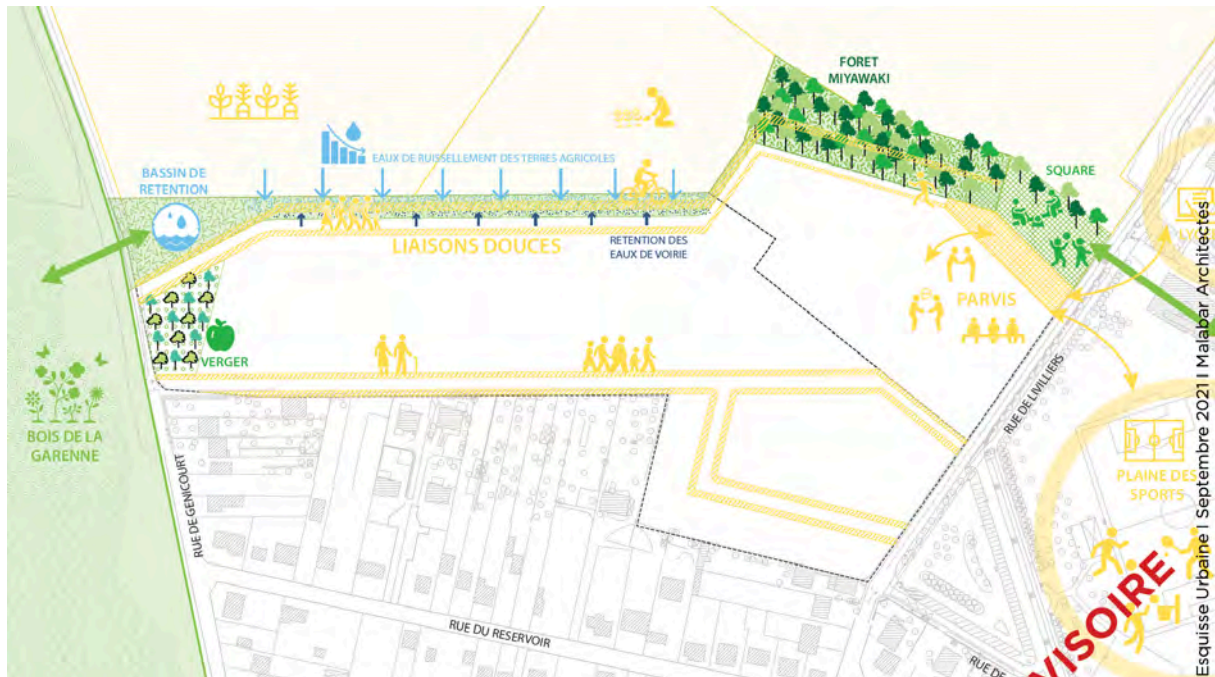 FORET
MIYAWAKI
EAUX DE RUISSELLEMENT DES TERRES AGRICOLES
BASSIN DE
RETENTION
SQUARE
LIAISONS DOUCES
RETENTION DES
EAUX DE VOIRIE
PARVIS
VERGER
BOIS DE LA
GARENNE
RUE DE GENICOURT
RUE DE LIVILLIERS
PLAINE DES
SPORTS
RUE DU RESERVOIR
RUE DE
VISOIRE
Esquisse Urbaine I Septembre 2021 I Malabar Architectes